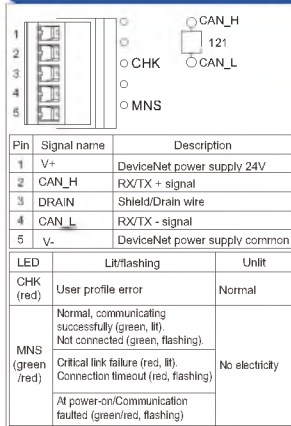 CAN_H
1
121
2
CHK
CAN_L
3
4
MNS
5
Pin Signal name Description
1 V+ DeviceNet power supply 24V
2 CAN_H RX/TX + signal
3 DRAIN Shield/Drain wire
4 CAN_L RX/TX - signal
5 V- DeviceNet power supply common
LED Lit/flashing Unlit
CHK
(red) User profile error Normal
MNS
(green
/red)
Normal, communicating
successfully (green, lit).
Not connected (green, flashing).
Critical link failure (red, lit).
Connection timeout (red, flashing)
At power-on/Communication
faulted (green/red, flashing)
No electricity